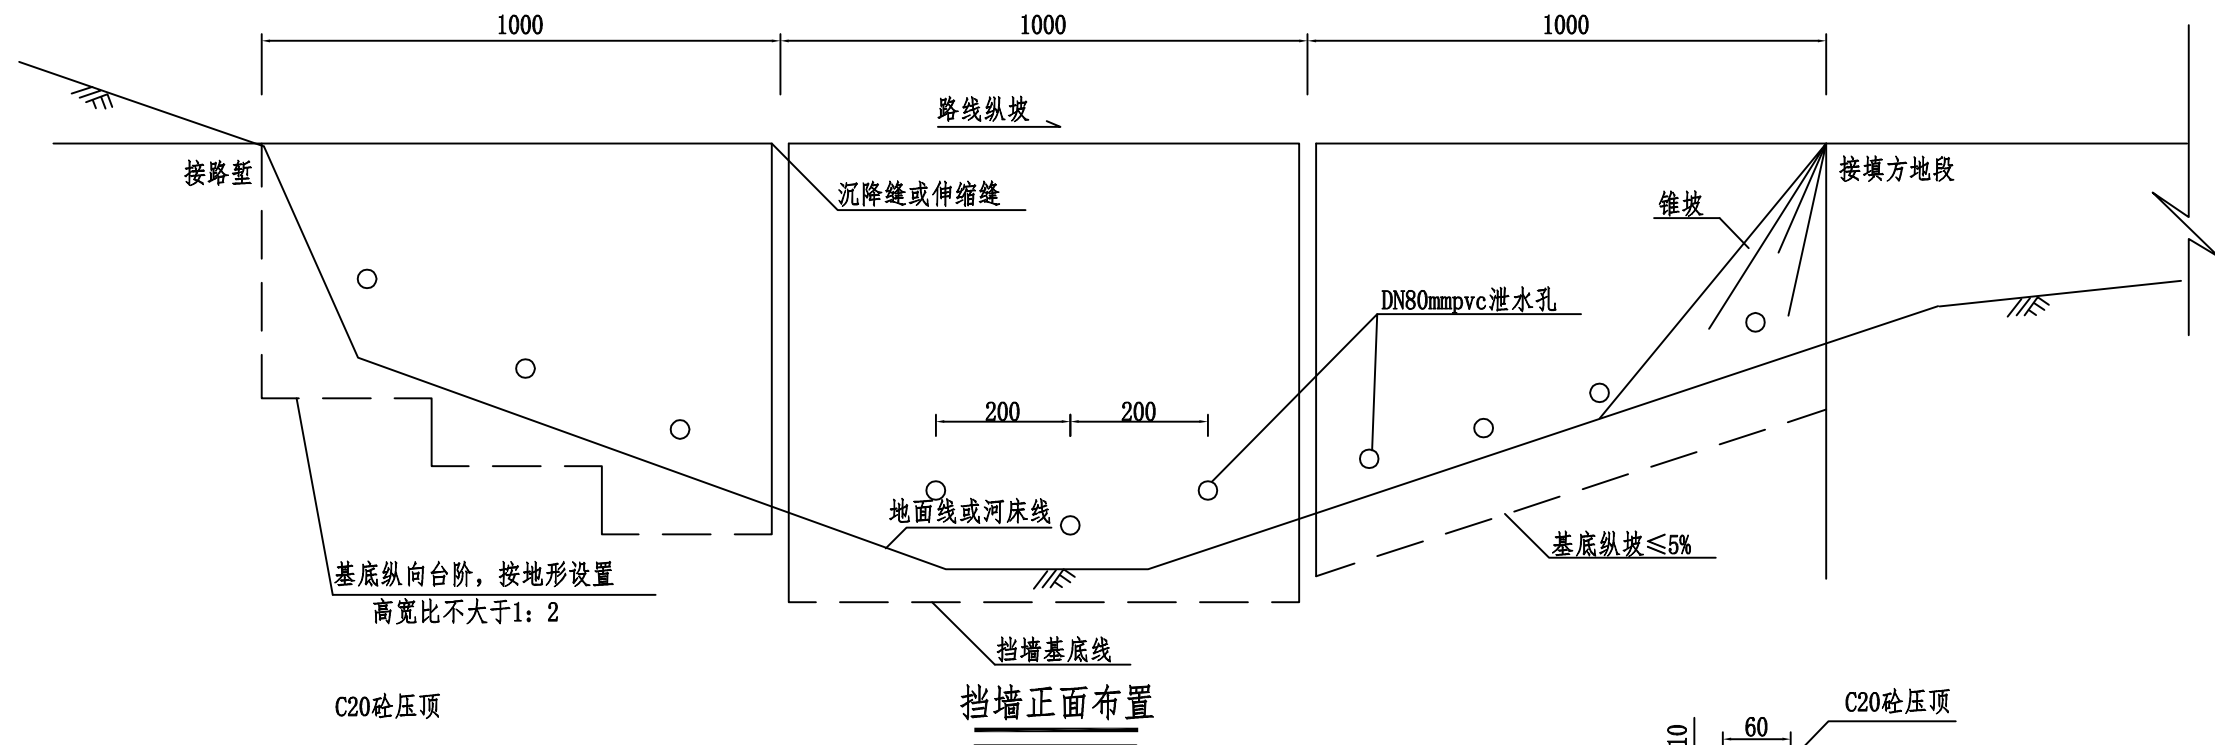 1000
1000
1000
路线纵坡
接路堑
沉降缝或伸缩缝
接填方地段
锥坡
DN80mmpvc泄水孔
200
200
地面线或河床线
基底纵坡≤5%
基底纵向台阶，按地形设置
高宽比不大于1：2
挡墙基底线
挡墙正面布置
C20砼压顶
C20砼压顶
60
10